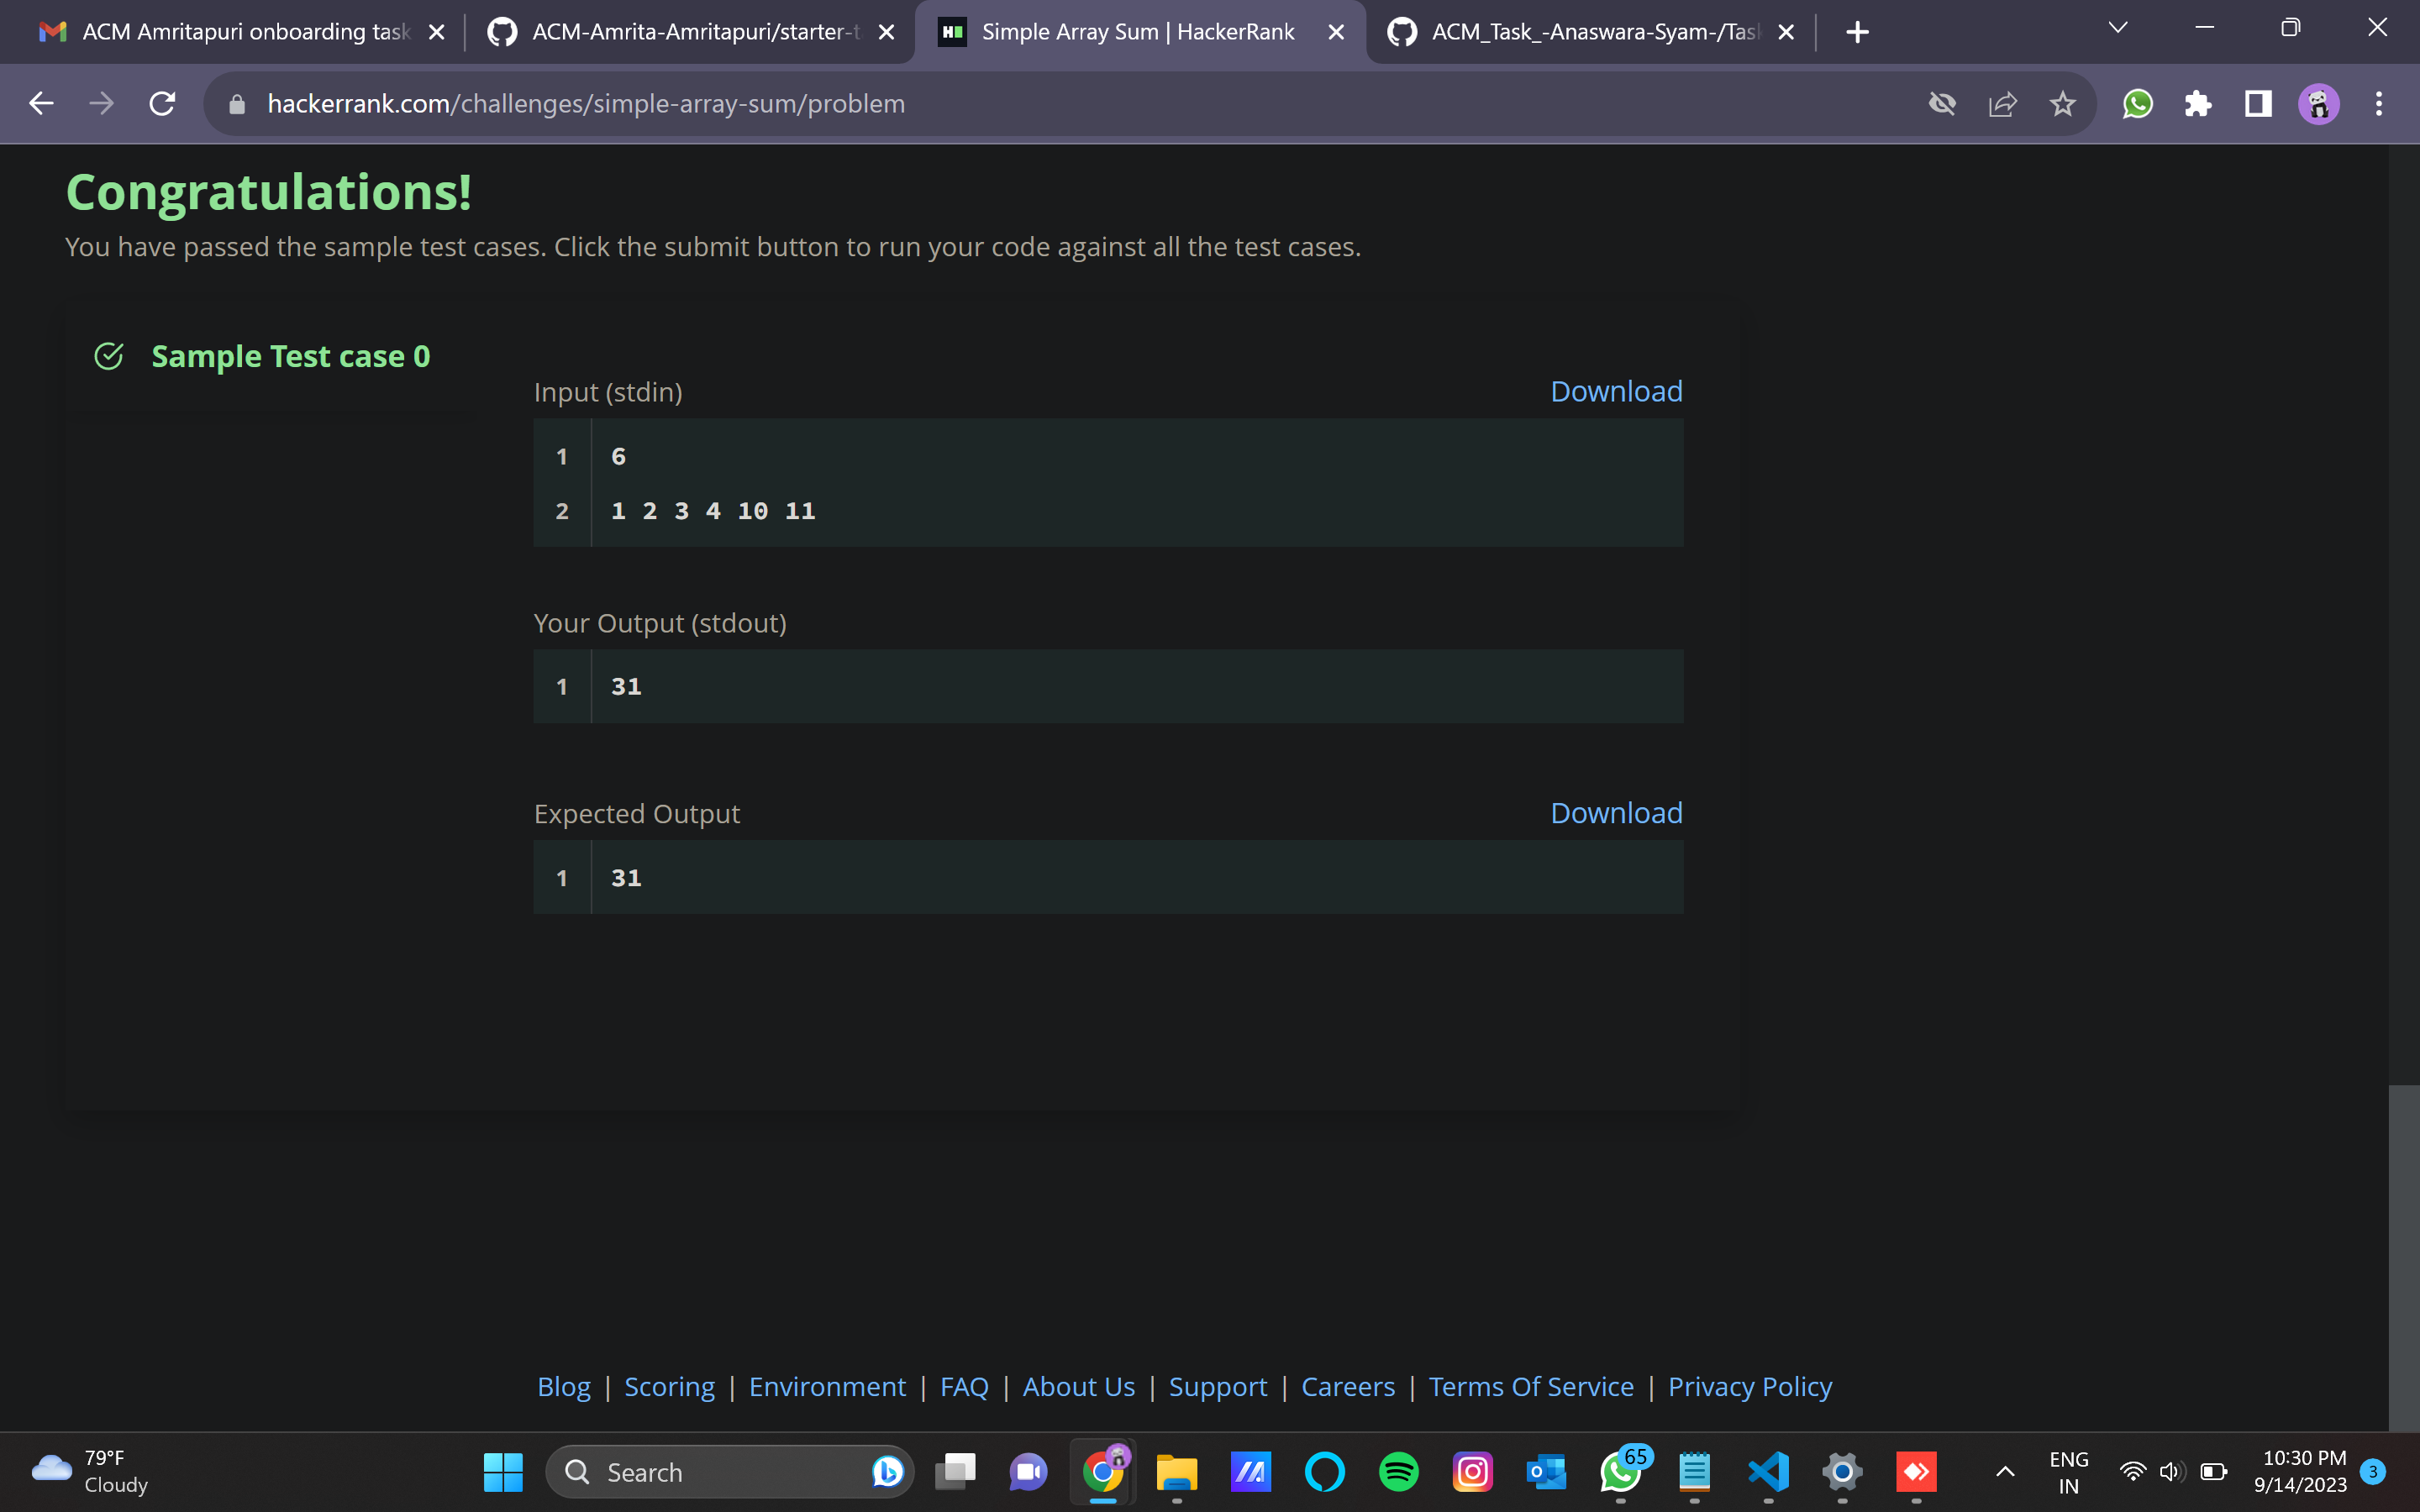 ACM Amritapuri onboarding task
ACM-Amrita-Amritapuri/starter-t
Simple Array Sum | HackerRank
ACM_Task_-Anaswara-Syam-/Task
hackerrank.com/challenges/simple-array-sum/problem
Congratulations!
You have passed the sample test cases. Click the submit button to run your code against all the test cases.
Sample Test case 0
Input (stdin)
Download
1 6
2 1 2 3 4 10 11
Your Output (stdout)
1 31
Expected Output
Download
1 31
Blog | Scoring | Environment | FAQ | About Us | Support | Careers | Terms Of Service | Privacy Policy
79°F
Cloudy
Search
65
ENG
IN
10:30 PM
9/14/2023
3